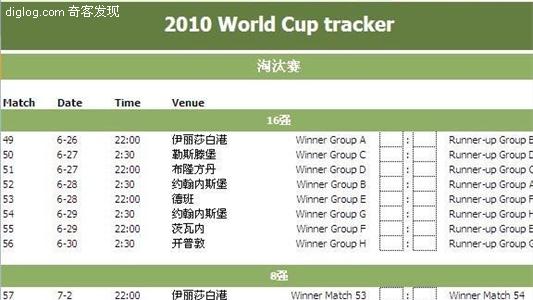 diglog.com 奇客发现
2010 World Cup tracker
淘汰赛
Match Date Time Venue
16强
49 6-26 22:00 伊丽莎白港 Winner Group A : Runner-up Group
50 6-27 2:30 勒斯滕堡 Winner Group C : Runner-up Group
51 6-27 22:00 布隆方丹 Winner Group D : Runner-up Group
52 6-28 2:30 约翰内斯堡 Winner Group B : Runner-up Group
53 6-28 22:00 德班 Winner Group E : Runner-up Group
54 6-29 2:30 约翰内斯堡 Winner Group G : Runner-up Group
55 6-29 22:00 茨瓦内 Winner Group F : Runner-up Group
56 6-30 2:30 开普敦 Winner Group H : Runner-up Group
8强
57 7-2 22:00 伊丽莎白港 Winner Match 53 : Winner Match 54